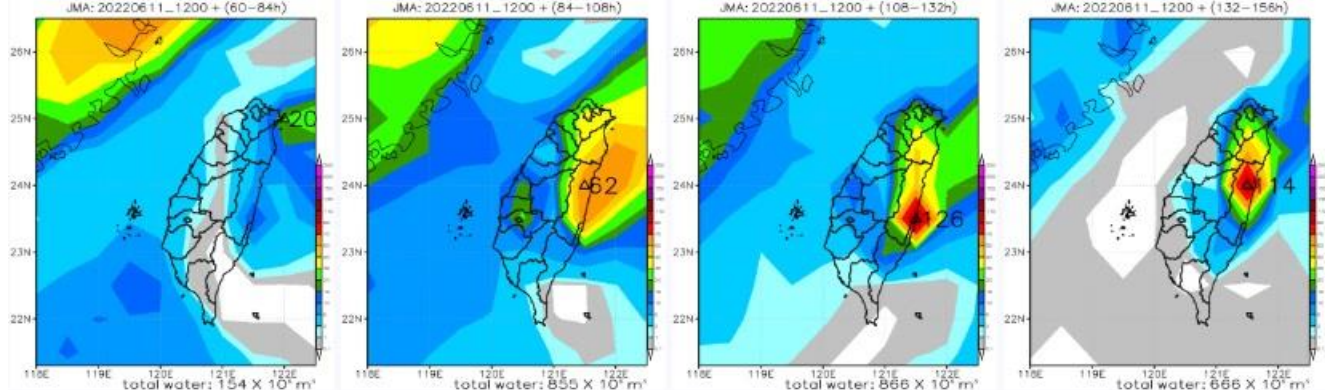 JMA: 20220611_1200 + (60-84h)
26N
25N
24N
23N
22N
20
118E 119E 120E 121E 122E
total water: 154 X 10⁶ m³
JMA: 20220611_1200 + (84-108h)
26N
25N
24N
23N
22N
62
118E 119E 120E 121E 122E
total water: 855 X 10⁶ m³
JMA: 20220611_1200 + (108-132h)
26N
25N
24N
23N
22N
126
118E 119E 120E 121E 122E
total water: 866 X 10⁶ m³
JMA: 20220611_1200 + (132-156h)
26N
25N
24N
23N
22N
114
118E 119E 120E 121E 122E
total water: 666 X 10⁶ m³